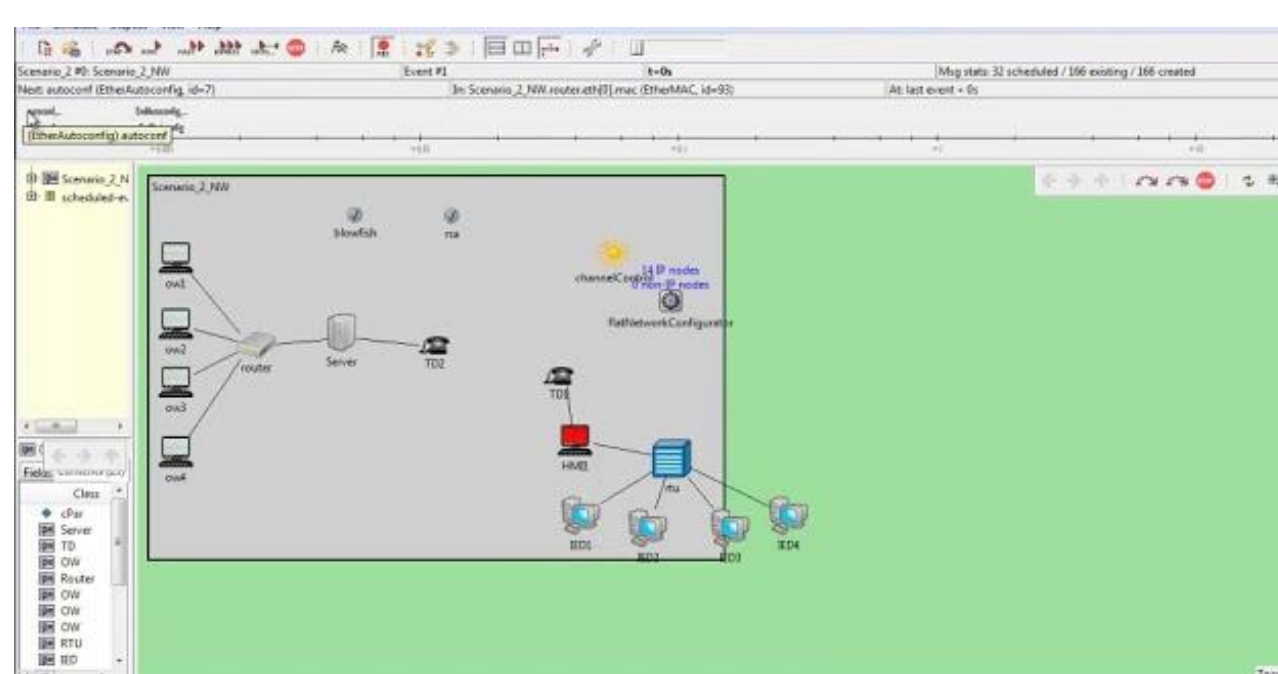 Scenario_2 #0: Scenario_2_NW
Event #1
t=0s
Msg stats: 32 scheduled / 166 existing / 166 created
Next: autoconf (EtherAutoconfig, id=7)
In: Scenario_2_NW.router.eth[0].mac (EtherMAC, id=93)
At: last event + 0s
(EtherAutoconfig) autoconf
Scenario_2_N
scheduled-e
Scenario_2_NW
blowfish
rsa
ow1
channelControl
14 IP nodes
0 non-IP nodes
flatNetworkConfigurator
ow2
router
Server
TD2
TD1
ow3
HMI
rtu
ow4
IED1
IED2
IED3
IED4
Class
cPar
Server
TD
OW
Router
OW
OW
OW
RTU
IED